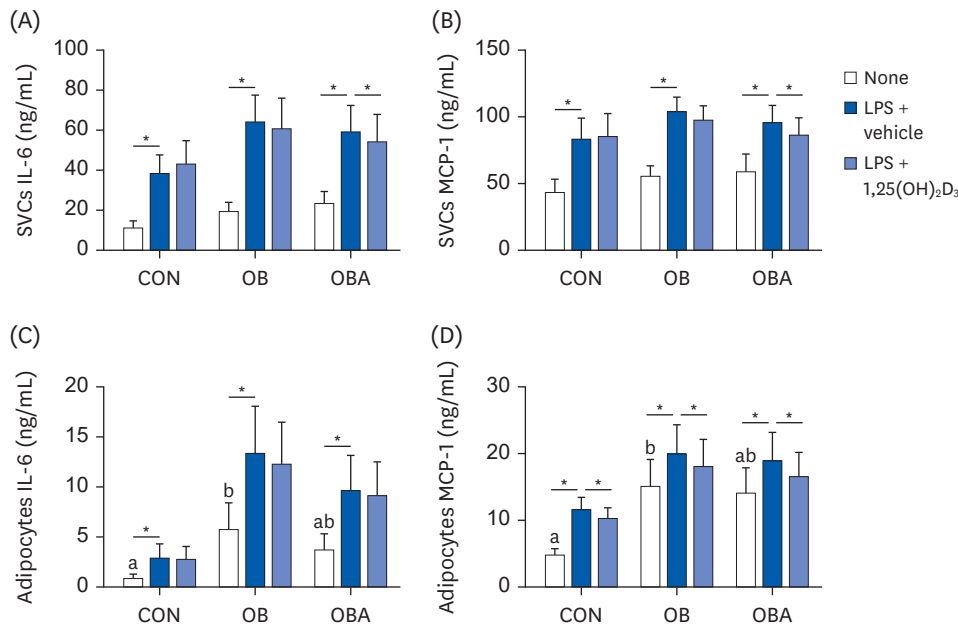 (A)
SVCs IL-6 (ng/mL)
100
80
60
40
20
0
*
*
*
*
CON
OB
OBA
(B)
SVCs MCP-1 (ng/mL)
150
100
50
0
*
*
*
*
CON
OB
OBA
None
LPS +
vehicle
LPS +
1,25(OH)₂D₃
(C)
Adipocytes IL-6 (ng/mL)
20
15
10
5
0
a
*
b
*
ab
*
CON
OB
OBA
(D)
Adipocytes MCP-1 (ng/mL)
30
20
10
0
a
*
*
b
*
*
ab
*
*
CON
OB
OBA